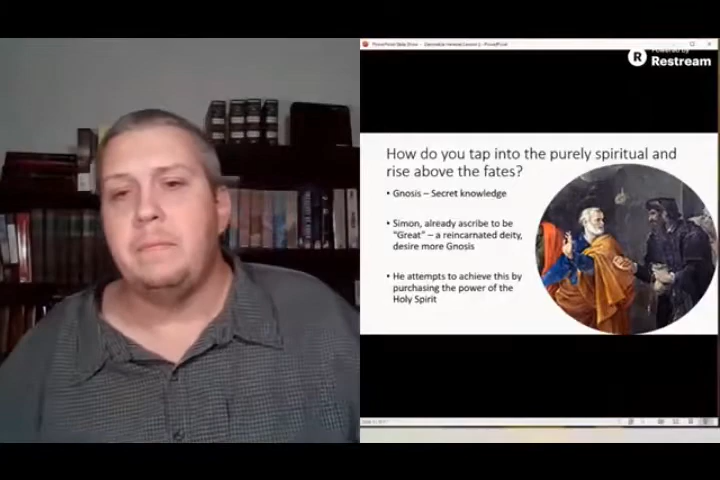 Powered by
Restream
How do you tap into the purely spiritual and
rise above the fates?
• Gnosis – Secret knowledge
• Simon, already ascribe to be
"Great" – a reincarnated deity,
desire more Gnosis
• He attempts to achieve this by
purchasing the power of the
Holy Spirit